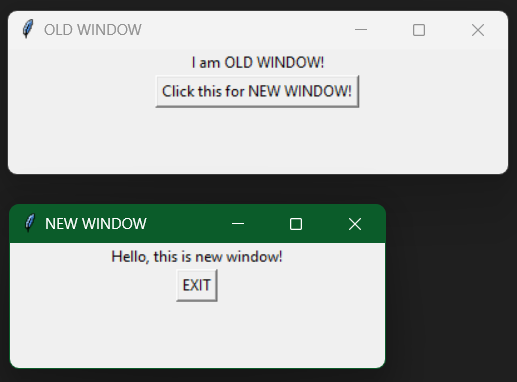 OLD WINDOW
I am OLD WINDOW!
Click this for NEW WINDOW!
NEW WINDOW
Hello, this is new window!
EXIT